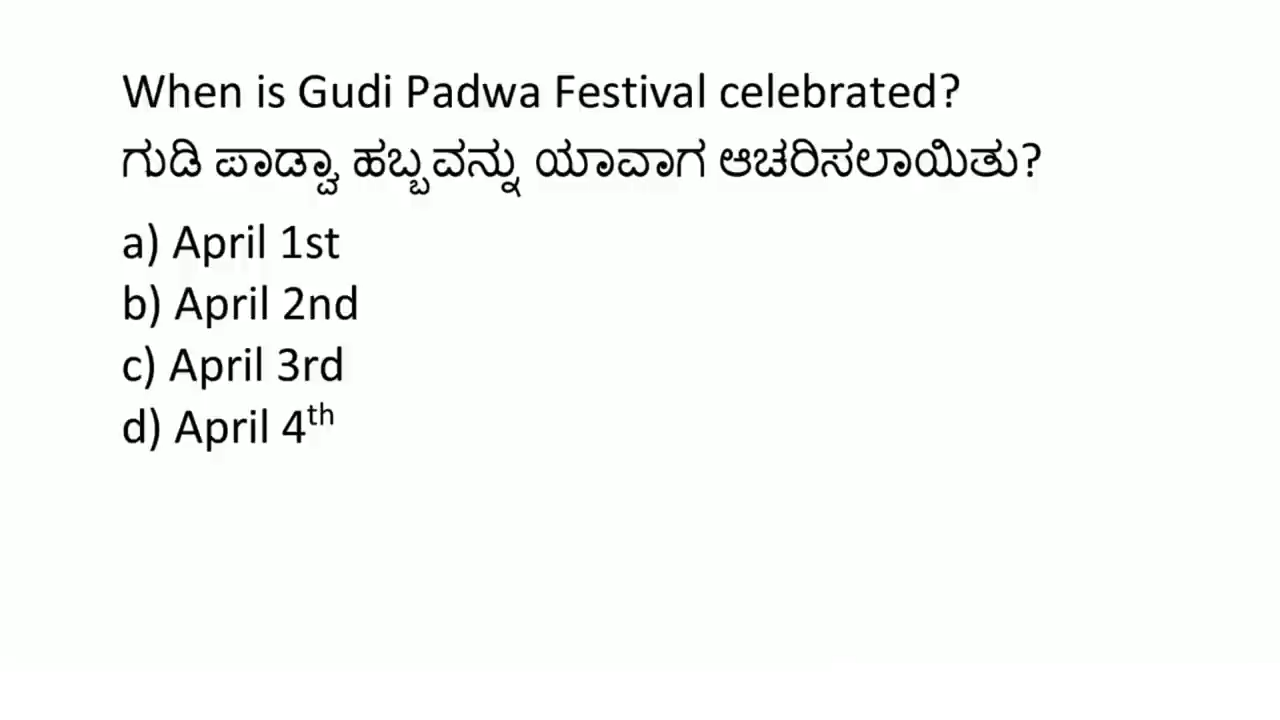 When is Gudi Padwa Festival celebrated?
ಗುಡಿ ಪಾಡ್ವಾ ಹಬ್ಬವನ್ನು ಯಾವಾಗ ಆಚರಿಸಲಾಯಿತು?
a) April 1st
b) April 2nd
c) April 3rd
d) April 4th